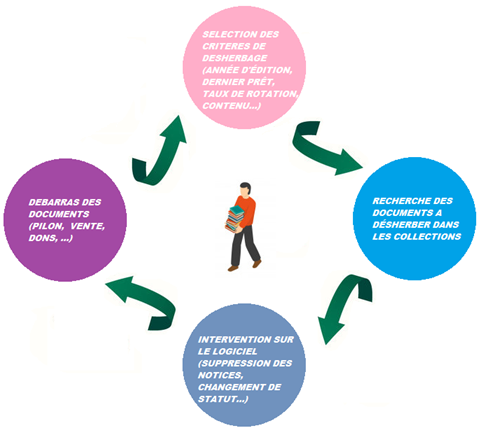 SELECTION DES
CRITERES DE
DESHERBAGE
(ANNÉE D'ÉDITION,
DERNIER PRÊT,
TAUX DE ROTATION,
CONTENU...)
RECHERCHE DES
DOCUMENTS A
DÉSHERBER DANS
LES COLLECTIONS
INTERVENTION SUR
LE LOGICIEL
(SUPPRESSION DES
NOTICES,
CHANGEMENT DE
STATUT...)
DEBARRAS DES
DOCUMENTS
(PILON, VENTE,
DONS, ...)